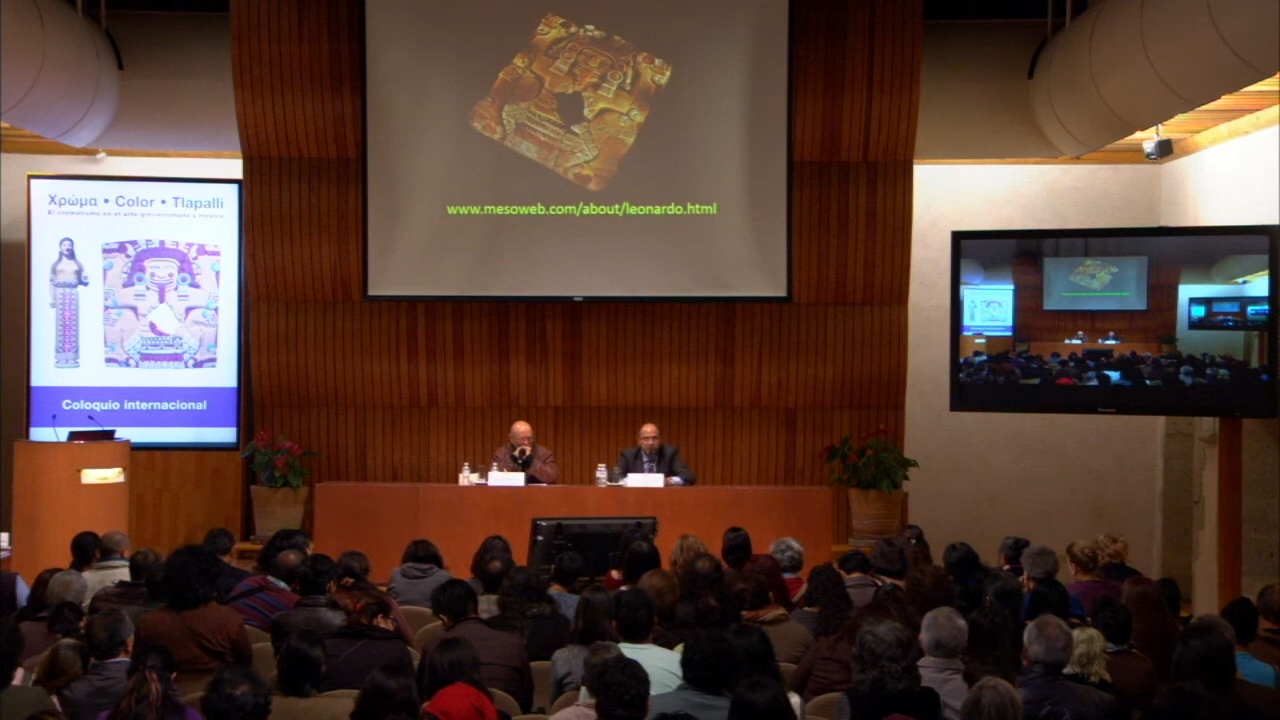 www.mesoweb.com/about/leonardo.html
Χρώμα • Color • Tlapalli
El cromatismo en el arte grecorromano y mexica
Coloquio internacional